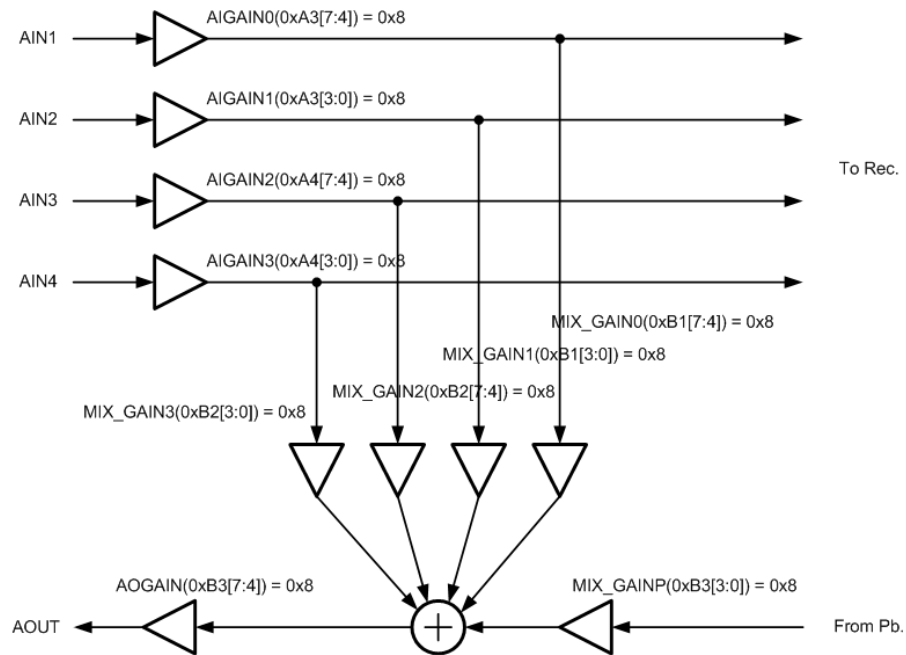 AIN1
AIGAIN0(0xA3[7:4]) = 0x8
AIN2
AIGAIN1(0xA3[3:0]) = 0x8
To Rec.
AIN3
AIGAIN2(0xA4[7:4]) = 0x8
AIN4
AIGAIN3(0xA4[3:0]) = 0x8
MIX_GAIN0(0xB1[7:4]) = 0x8
MIX_GAIN1(0xB1[3:0]) = 0x8
MIX_GAIN2(0xB2[7:4]) = 0x8
MIX_GAIN3(0xB2[3:0]) = 0x8
AOGAIN(0xB3[7:4]) = 0x8
MIX_GAINP(0xB3[3:0]) = 0x8
AOUT
From Pb.